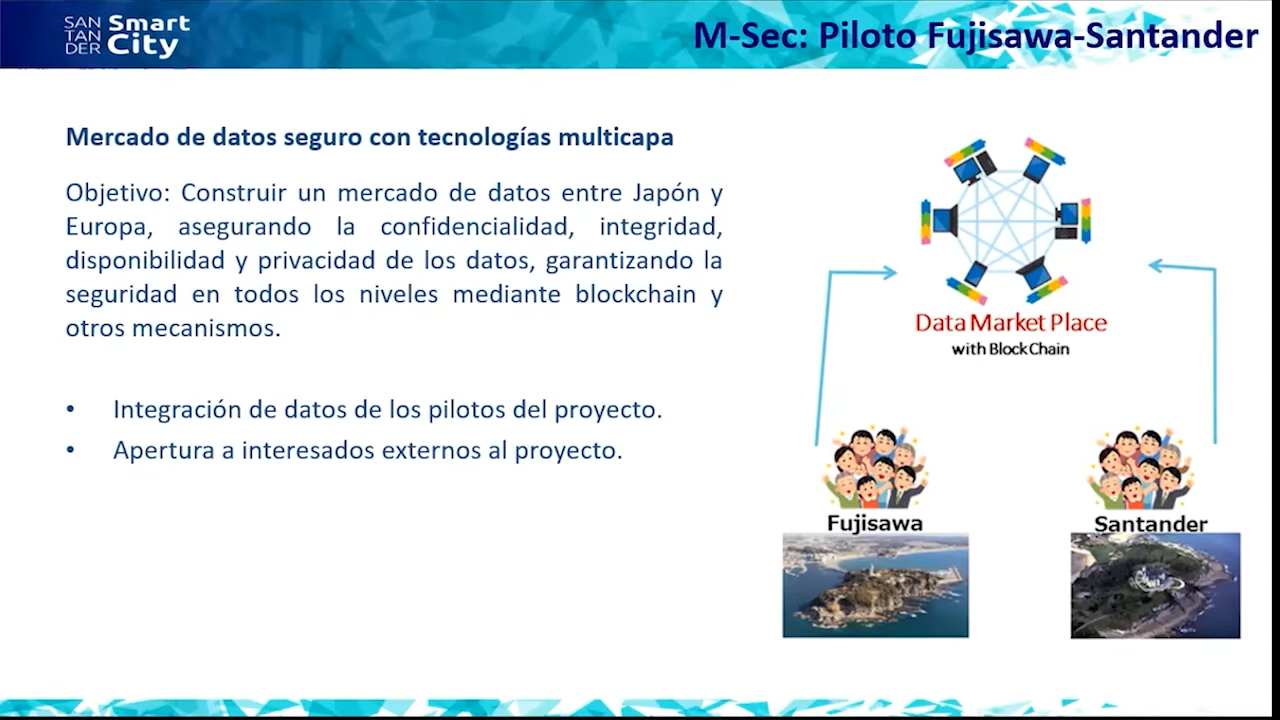 SAN
TAN
DER
Smart
City
M-Sec: Piloto Fujisawa-Santander
Mercado de datos seguro con tecnologías multicapa
Objetivo: Construir un mercado de datos entre Japón y
Europa, asegurando la confidencialidad, integridad,
disponibilidad y privacidad de los datos, garantizando la
seguridad en todos los niveles mediante blockchain y
otros mecanismos.
• Integración de datos de los pilotos del proyecto.
• Apertura a interesados externos al proyecto.
Data Market Place
with Block Chain
Fujisawa
Santander